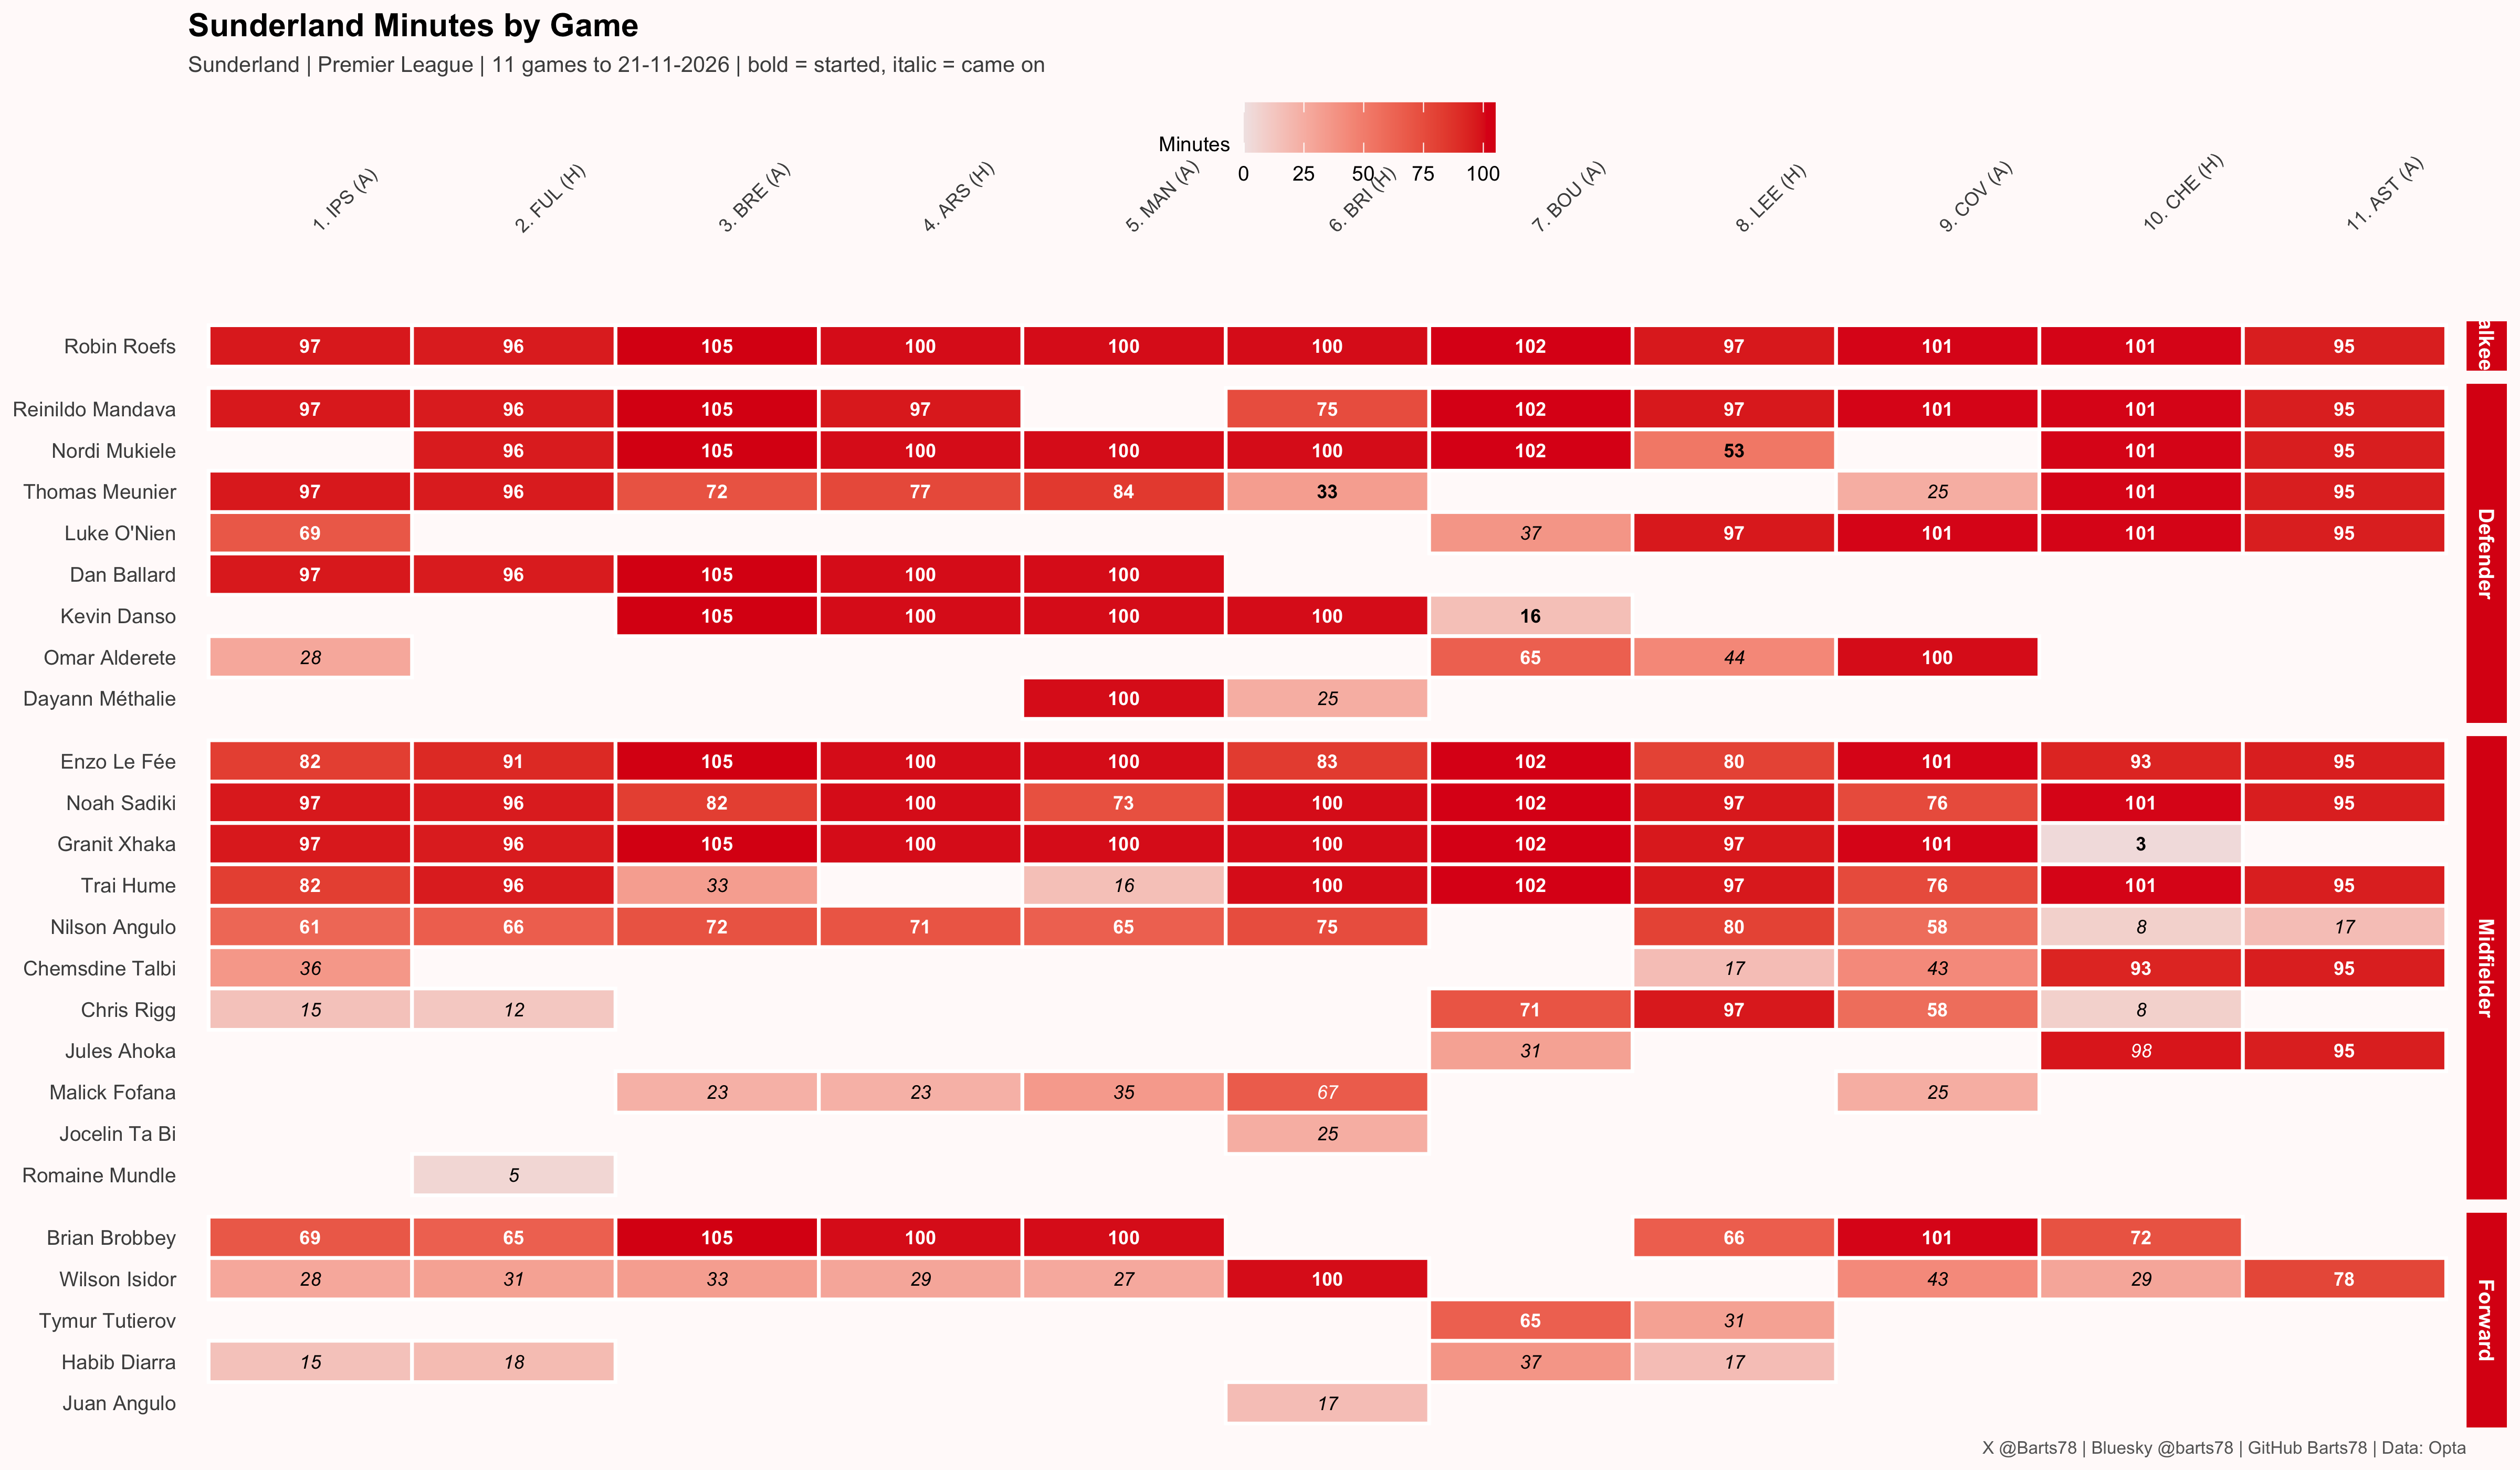 Sunderland Minutes by Game
Sunderland | Premier League | 11 games to 21-11-2026 | bold = started, italic = came on
Minutes
0 25 50 75 100
1. IPS (A) 2. FUL (H) 3. BRE (A) 4. ARS (H) 5. MAN (A) 6. BRI (H) 7. BOU (A) 8. LEE (H) 9. COV (A) 10. CHE (H) 11. AST (A)
Robin Roefs 97 96 105 100 100 100 102 97 101 101 95
alkee
Reinildo Mandava 97 96 105 97 75 102 97 101 101 95
Nordi Mukiele 96 105 100 100 100 102 53 101 95
Thomas Meunier 97 96 72 77 84 33 25 101 95
Luke O'Nien 69 37 97 101 101 95
Dan Ballard 97 96 105 100 100
Kevin Danso 105 100 100 100 16
Omar Alderete 28 65 44 100
Dayann Méthalie 100 25
Defender
Enzo Le Fée 82 91 105 100 100 83 102 80 101 93 95
Noah Sadiki 97 96 82 100 73 100 102 97 76 101 95
Granit Xhaka 97 96 105 100 100 100 102 97 101 3
Trai Hume 82 96 33 16 100 102 97 76 101 95
Nilson Angulo 61 66 72 71 65 75 80 58 8 17
Chemsdine Talbi 36 17 43 93 95
Chris Rigg 15 12 71 97 58 8
Jules Ahoka 31 98 95
Malick Fofana 23 23 35 67 25
Jocelin Ta Bi 25
Romaine Mundle 5
Midfielder
Brian Brobbey 69 65 105 100 100 66 101 72
Wilson Isidor 28 31 33 29 27 100 43 29 78
Tymur Tutierov 65 31
Habib Diarra 15 18 37 17
Juan Angulo 17
Forward
X @Barts78 | Bluesky @barts78 | GitHub Barts78 | Data: Opta